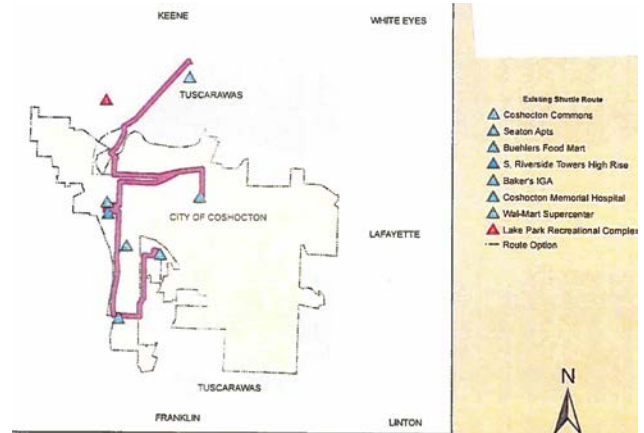 KEENE
WHITE EYES
TUSCARAWAS
CITY OF COSHOCTON
LAFAYETTE
TUSCARAWAS
FRANKLIN
LINTON
Existing Shuttle Route
Coshocton Commons
Seaton Apts
Buehlers Food Mart
S. Riverside Towers High Rise
Baker's IGA
Coshocton Memorial Hospital
Wal-Mart Supercenter
Lake Park Recreational Complex
Route Option
N